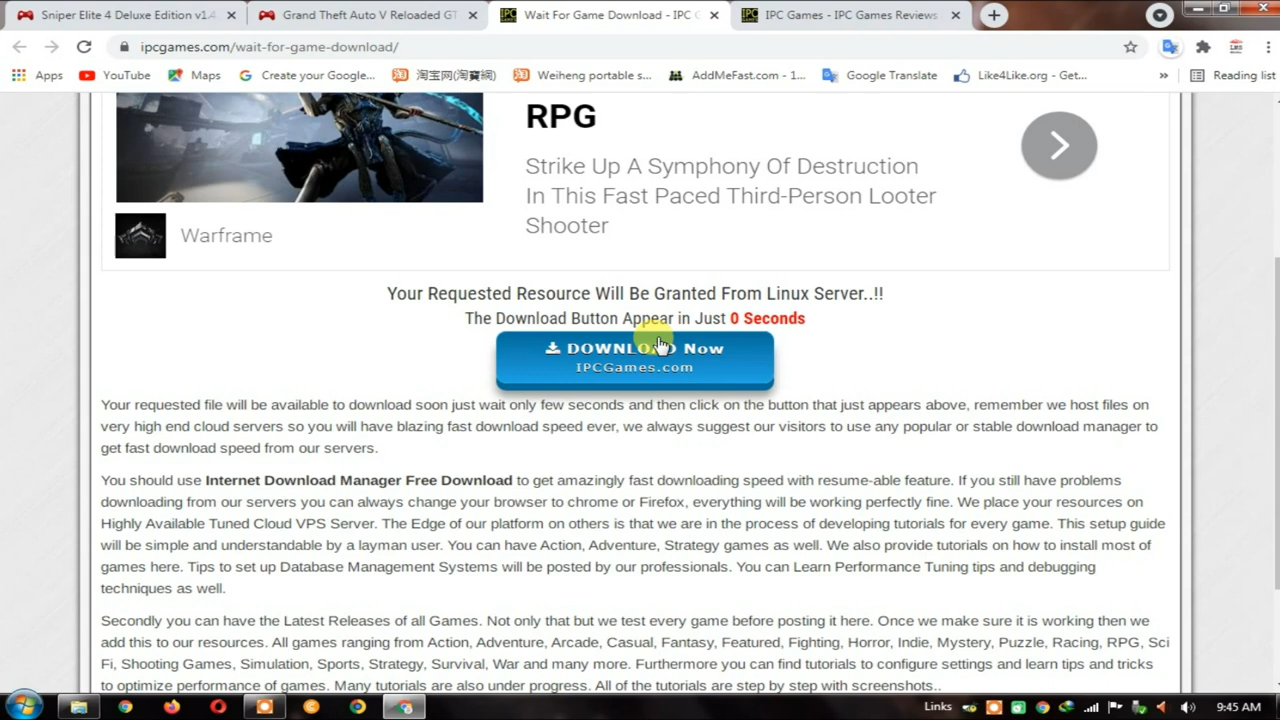 Sniper Elite 4 Deluxe Edition v1.4
Grand Theft Auto V Reloaded GT
Wait For Game Download - IPC G
IPC Games - IPC Games Reviews
ipcgames.com/wait-for-game-download/
Apps
YouTube
Maps
Create your Google...
淘宝网(淘寶網)
Weiheng portable s...
AddMeFast.com - 1...
Google Translate
Like4Like.org - Get...
»
Reading list
RPG
Strike Up A Symphony Of Destruction
In This Fast Paced Third-Person Looter
Shooter
Warframe
Your Requested Resource Will Be Granted From Linux Server..!!
The Download Button Appear in Just 0 Seconds
DOWNLOAD Now
IPCGames.com
Your requested file will be available to download soon just wait only few seconds and then click on the button that just appears above, remember we host files on
very high end cloud servers so you will have blazing fast download speed ever, we always suggest our visitors to use any popular or stable download manager to
get fast download speed from our servers.
You should use Internet Download Manager Free Download to get amazingly fast downloading speed with resume-able feature. If you still have problems
downloading from our servers you can always change your browser to chrome or Firefox, everything will be working perfectly fine. We place your resources on
Highly Available Tuned Cloud VPS Server. The Edge of our platform on others is that we are in the process of developing tutorials for every game. This setup guide
will be simple and understandable by a layman user. You can have Action, Adventure, Strategy games as well. We also provide tutorials on how to install most of
games here. Tips to set up Database Management Systems will be posted by our professionals. You can Learn Performance Tuning tips and debugging
techniques as well.
Secondly you can have the Latest Releases of all Games. Not only that but we test every game before posting it here. Once we make sure it is working then we
add this to our resources. All games ranging from Action, Adventure, Arcade, Casual, Fantasy, Featured, Fighting, Horror, Indie, Mystery, Puzzle, Racing, RPG, Sci
Fi, Shooting Games, Simulation, Sports, Strategy, Survival, War and many more. Furthermore you can find tutorials to configure settings and learn tips and tricks
to optimize performance of games. Many tutorials are also under progress. All of the tutorials are step by step with screenshots..
Links
9:45 AM